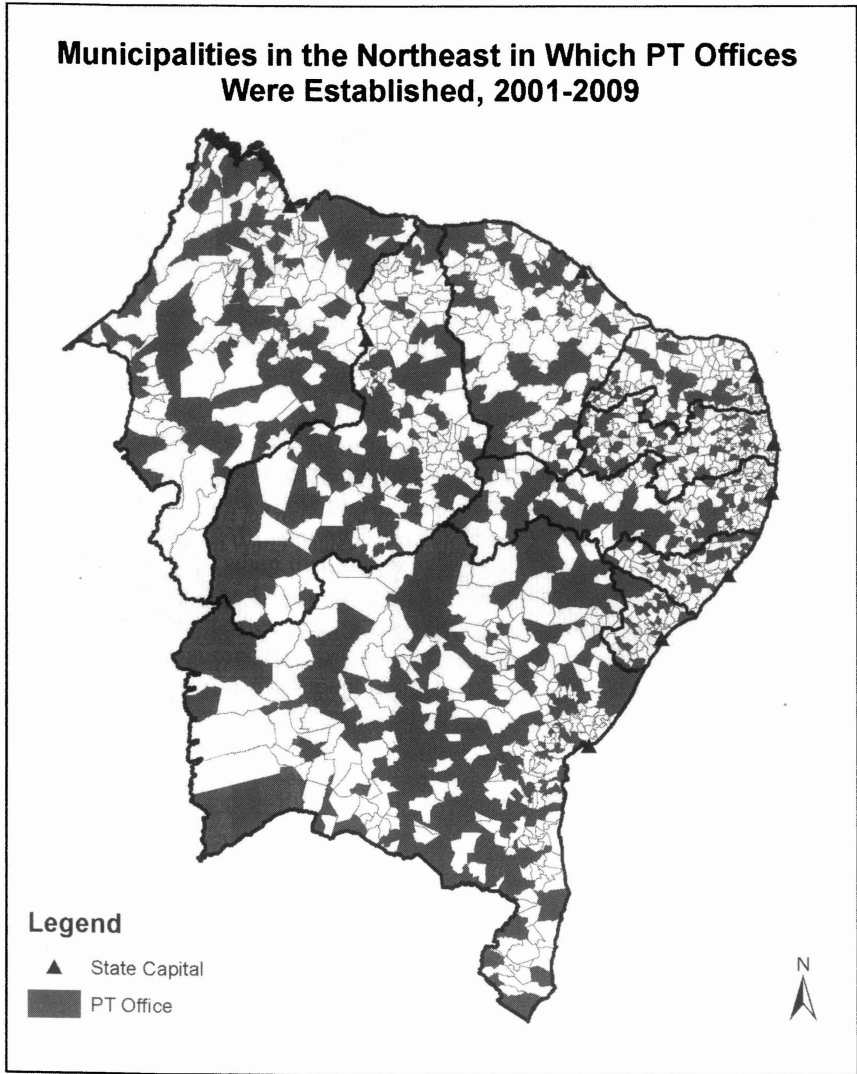 Municipalities in the Northeast in Which PT Offices
Were Established, 2001-2009
Legend
State Capital
PT Office
N